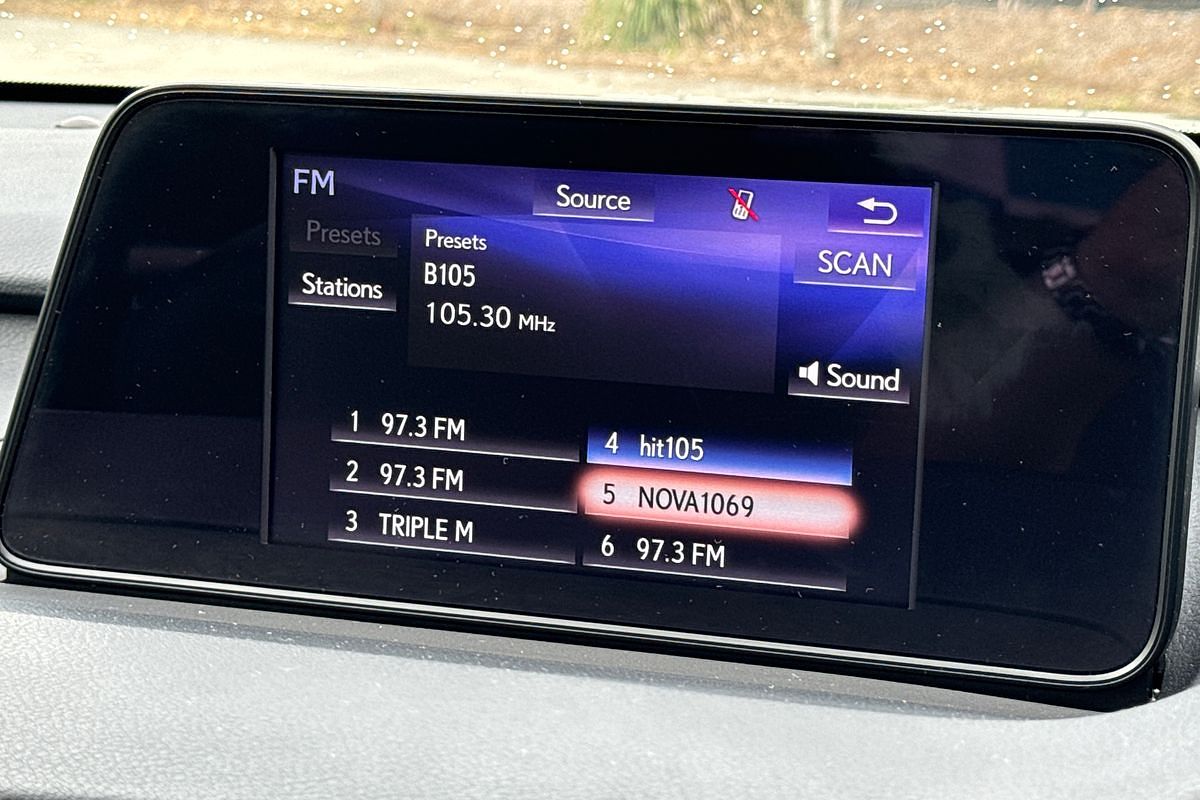 FM
Source
Presets
Presets
B105
Stations
105.30 MHz
SCAN
Sound
1 97.3 FM
2 97.3 FM
3 TRIPLE M
4 hit105
5 NOVA1069
6 97.3 FM